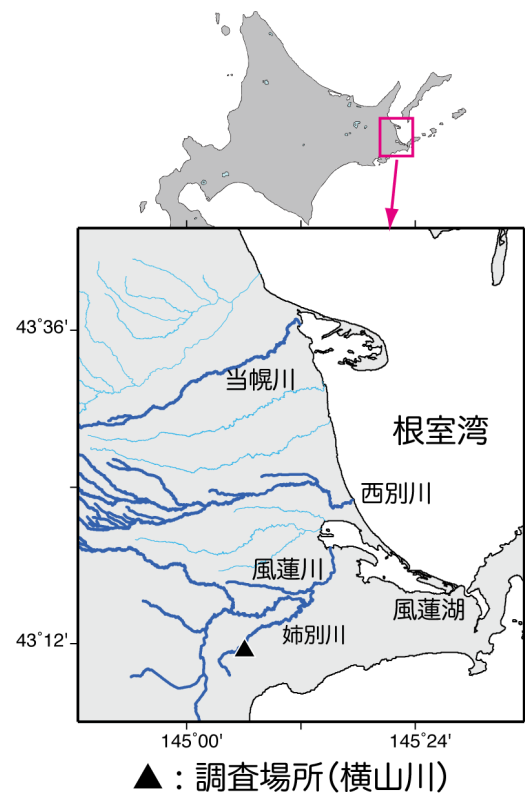 43°36'
当幌川
根室湾
西別川
風蓮川
風蓮湖
姉別川
43°12'
145°00'
145°24'
▲：調査場所(横山川)